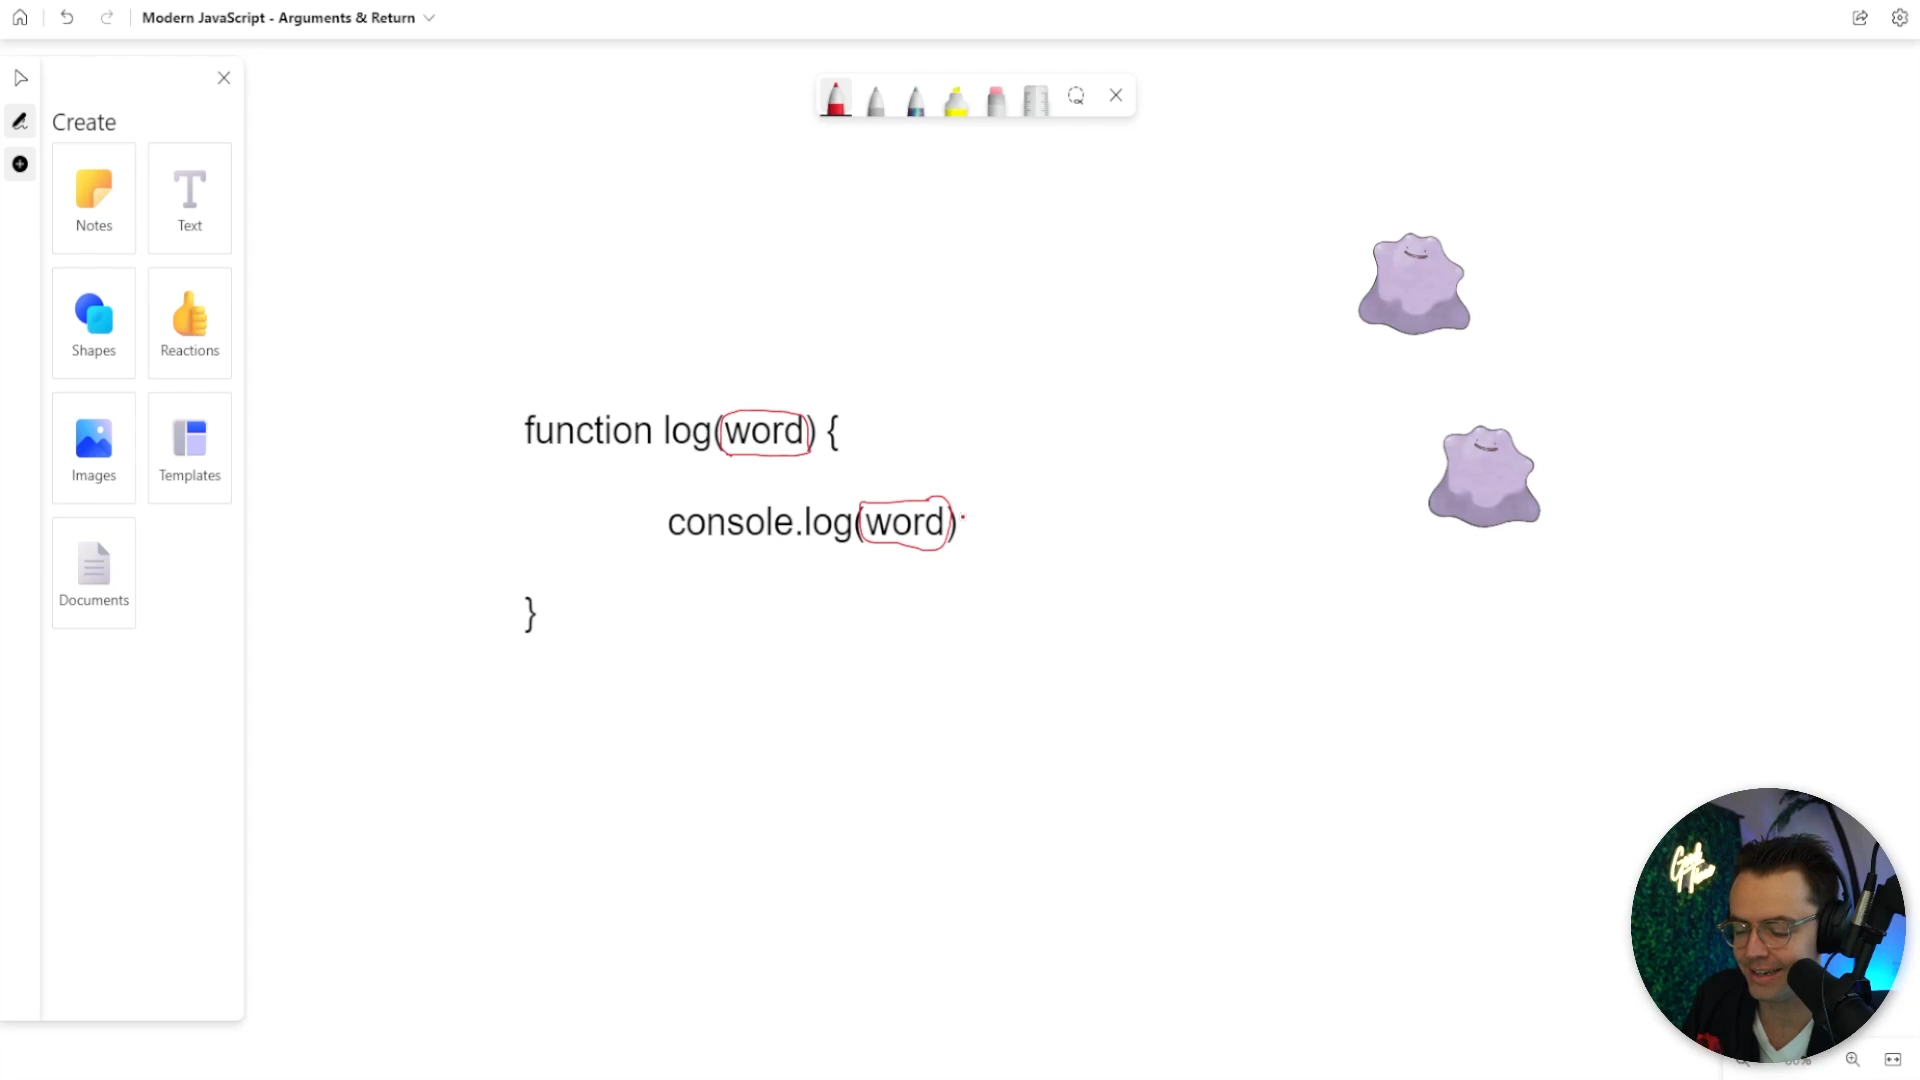 Modern JavaScript - Arguments & Return
Create
Notes
Text
Shapes
Reactions
Images
Templates
Documents
function log(word) {
console.log(word)
}